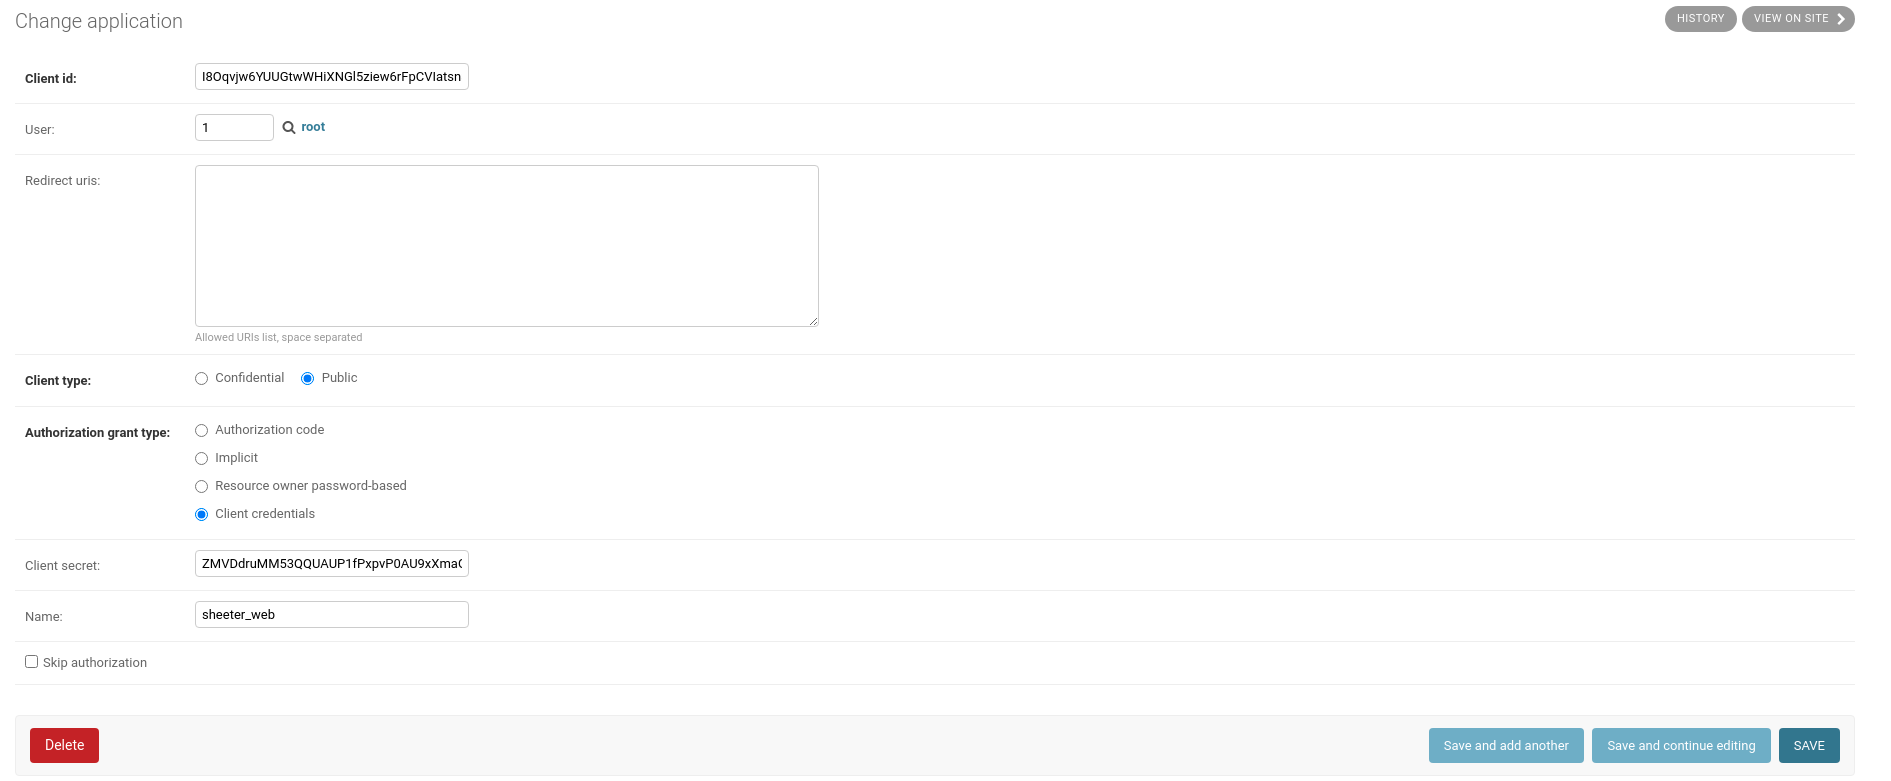 Change application
HISTORY
VIEW ON SITE
Client id:
I8Oqvjw6YUUGtwWHiXNGl5ziew6rFpCVIatsn
User:
1
root
Redirect uris:
Allowed URIs list, space separated
Client type:
Confidential
Public
Authorization grant type:
Authorization code
Implicit
Resource owner password-based
Client credentials
Client secret:
ZMVDdruMM53QQUAUP1fPxpvP0AU9xXma
Name:
sheeter_web
Skip authorization
Delete
Save and add another
Save and continue editing
SAVE